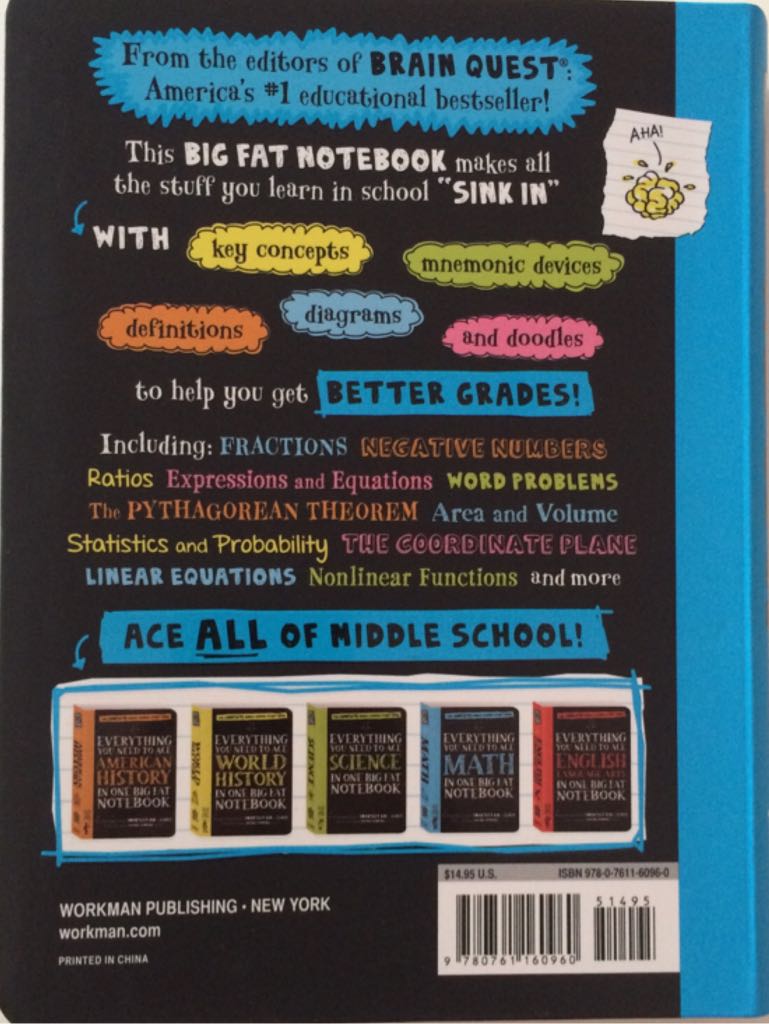 From the editors of BRAIN QUEST®:
America's #1 educational bestseller!
AHA!
This BIG FAT NOTEBOOK makes all
the stuff you learn in school "SINK IN"
WITH
key concepts
mnemonic devices
definitions
diagrams
and doodles
to help you get BETTER GRADES!
Including: FRACTIONS NEGATIVE NUMBERS
Ratios Expressions and Equations WORD PROBLEMS
The PYTHAGOREAN THEOREM Area and Volume
Statistics and Probability THE COORDINATE PLANE
LINEAR EQUATIONS Nonlinear Functions and more
ACE ALL OF MIDDLE SCHOOL!
EVERYTHING
YOU NEED TO ACE
AMERICAN
HISTORY
IN ONE BIG FAT
NOTEBOOK
EVERYTHING
YOU NEED TO ACE
WORLD
HISTORY
IN ONE BIG FAT
NOTEBOOK
SCIENCE
EVERYTHING
YOU NEED TO ACE
SCIENCE
IN ONE BIG FAT
NOTEBOOK
MATH
EVERYTHING
YOU NEED TO ACE
MATH
IN ONE BIG FAT
NOTEBOOK
EVERYTHING
YOU NEED TO ACE
ENGLISH
LANGUAGE ARTS
IN ONE BIG FAT
NOTEBOOK
$14.95 U.S. ISBN 978-0-7611-6096-0
51495
9 780761 160960
WORKMAN PUBLISHING • NEW YORK
workman.com
PRINTED IN CHINA